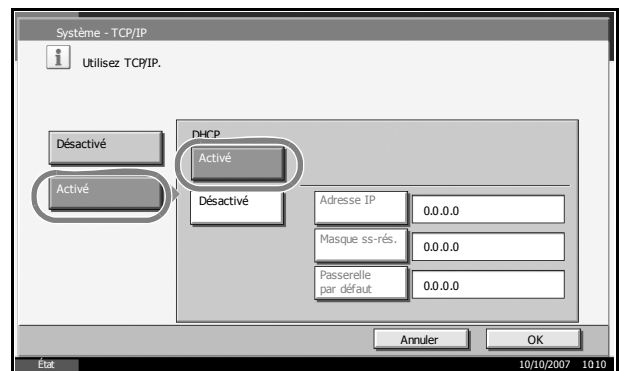 Système - TCP/IP
Utilisez TCP/IP.
Désactivé
Activé
DHCP
Activé
Désactivé
Adresse IP
0.0.0.0
Masque ss-rés.
0.0.0.0
Passerelle
par défaut
0.0.0.0
Annuler
OK
État
10/10/2007 10:10